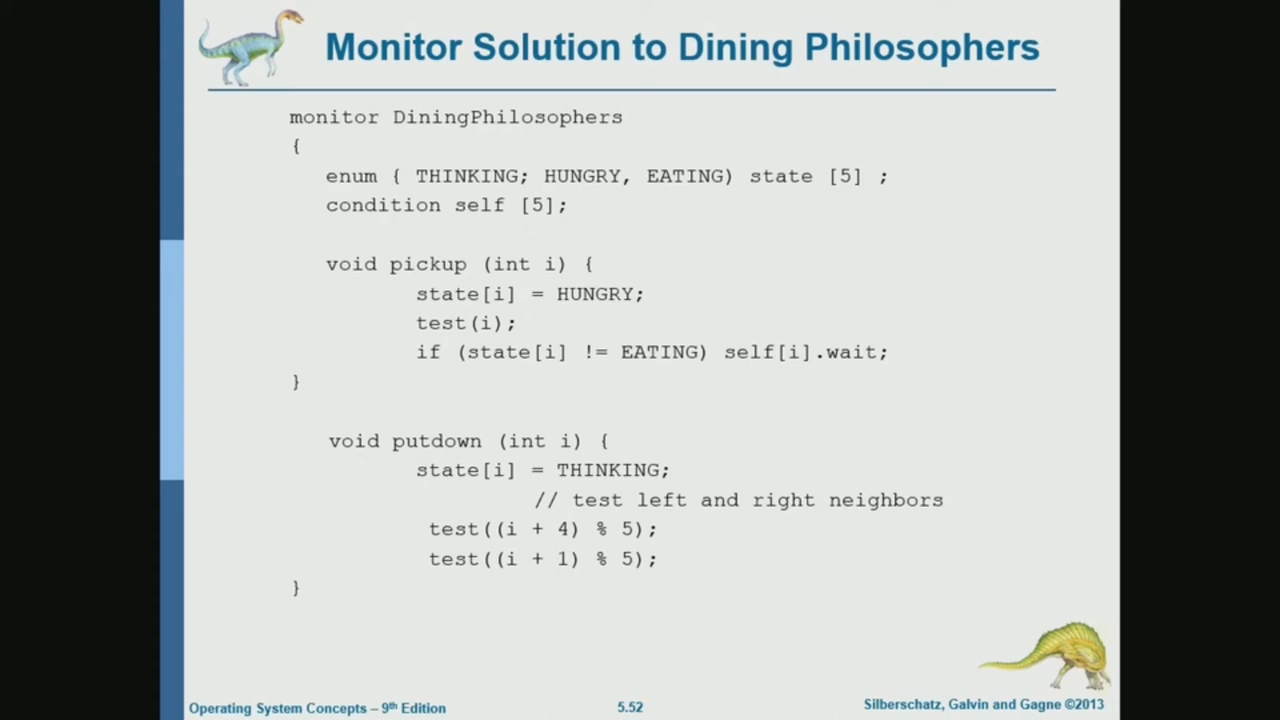 Monitor Solution to Dining Philosophers
monitor DiningPhilosophers
{
enum { THINKING; HUNGRY, EATING) state [5] ;
condition self [5];
void pickup (int i) {
state[i] = HUNGRY;
test(i);
if (state[i] != EATING) self[i].wait;
}
void putdown (int i) {
state[i] = THINKING;
// test left and right neighbors
test((i + 4) % 5);
test((i + 1) % 5);
}
Operating System Concepts – 9th Edition
5.52
Silberschatz, Galvin and Gagne ©2013